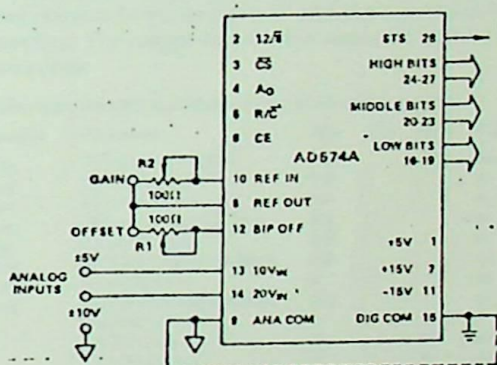 2 12/8̅ STS 28
3 C̅S̅ HIGH BITS
24-27
4 A₀
5 R/C̅ MIDDLE BITS
20-23
6 CE
LOW BITS
16-19
AD574A
R2
GAIN 10 REF IN
100Ω
8 REF OUT
100Ω
OFFSET 12 BIP OFF
R1
±5V +5V 1
ANALOG
INPUTS
13 10V_IN +15V 7
14 20V_IN -15V 11
±10V
9 ANA COM DIG COM 15